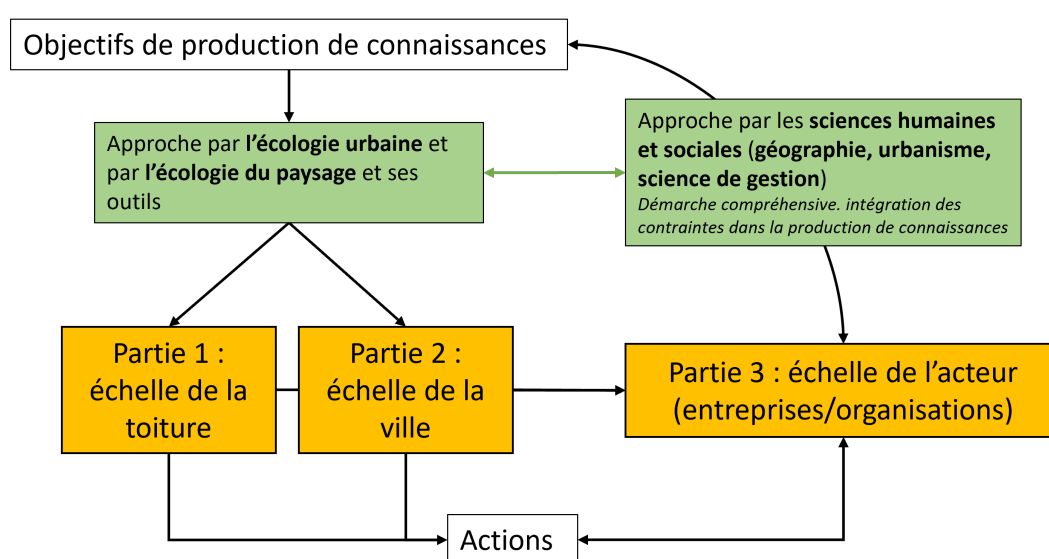 Objectifs de production de connaissances
Approche par l’écologie urbaine et
par l’écologie du paysage et ses
outils
Approche par les sciences humaines
et sociales (géographie, urbanisme,
science de gestion)
Démarche compréhensive. intégration des
contraintes dans la production de connaissances
Partie 1 :
échelle de la
toiture
Partie 2 :
échelle de la
ville
Partie 3 : échelle de l’acteur
(entreprises/organisations)
Actions